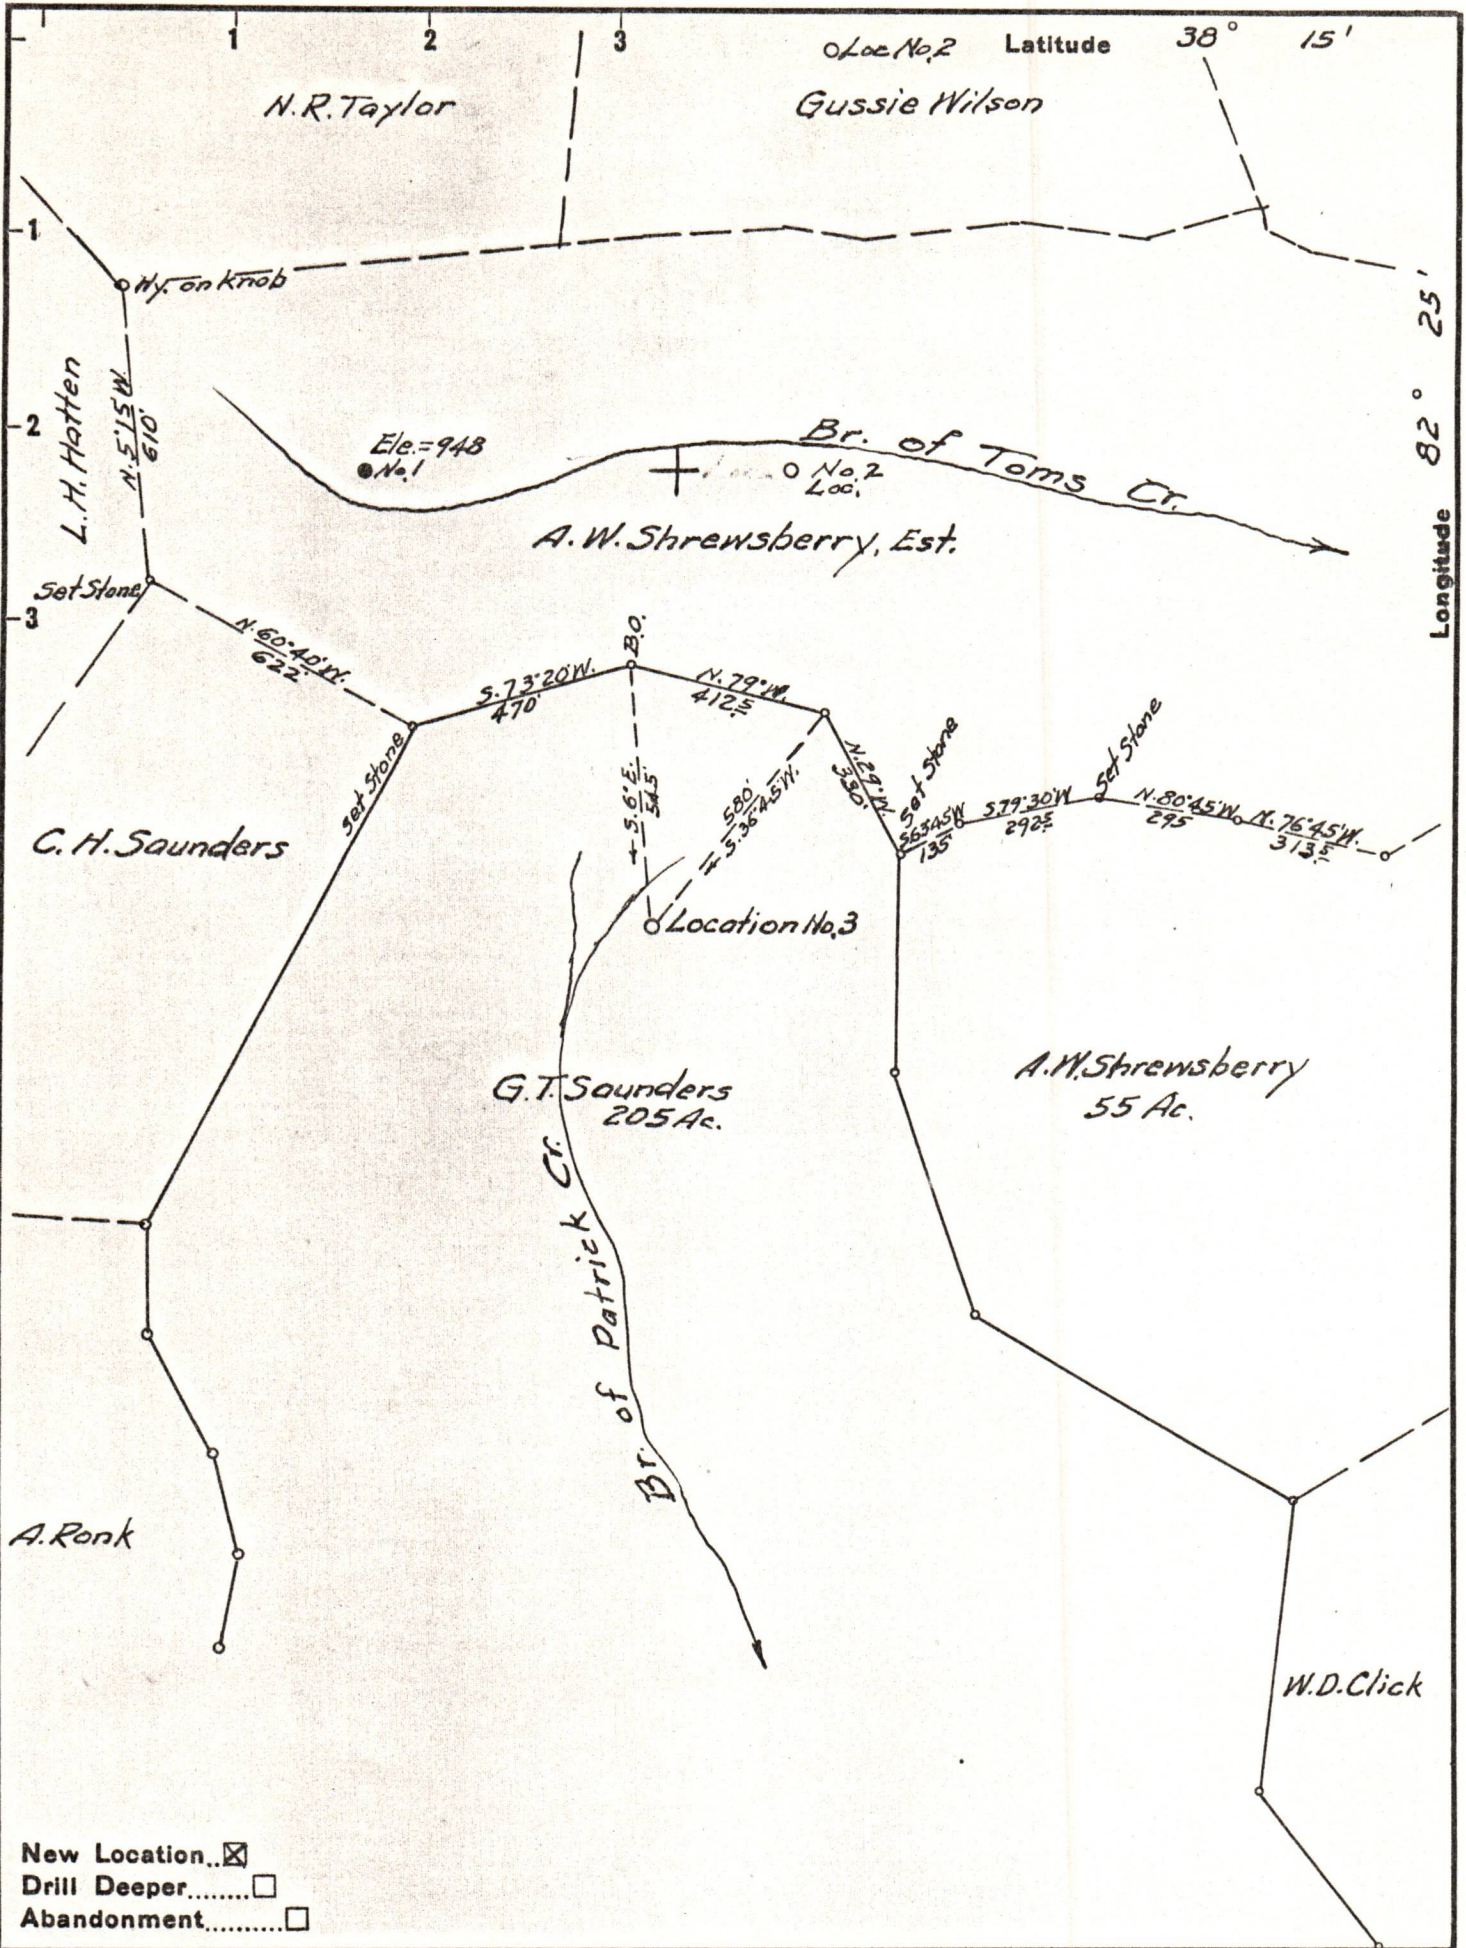 1 2 3
Loc No.2 Latitude 38° 15'
N.R. Taylor
Gussie Wilson
1
Hy. on knob
25'
82°
Longitude
L.H. Hatten
N.5°15'W.
610'
2
Ele.=948
No.1
Br. of Toms Cr.
No.2
Loc.
A.W. Shrewsberry, Est.
Set Stone
3
N.60°40'W.
622'
B.O.
S.73°20'W.
470'
N.79°W.
412.5
Set Stone
S.6°E.
545'
580'
S.36°45'W.
N.29°W.
330'
Set Stone
S63°45'W
135
S.79°30'W
292.5
Set Stone
N.80°45'W.
295
N.76°45'W.
313.5
C.H. Saunders
Location No.3
G.T. Saunders
205 Ac.
A.W. Shrewsberry
55 Ac.
Br. of Patrick Cr.
A. Ronk
W.D. Click
New Location..☒
Drill Deeper........☐
Abandonment..........☐